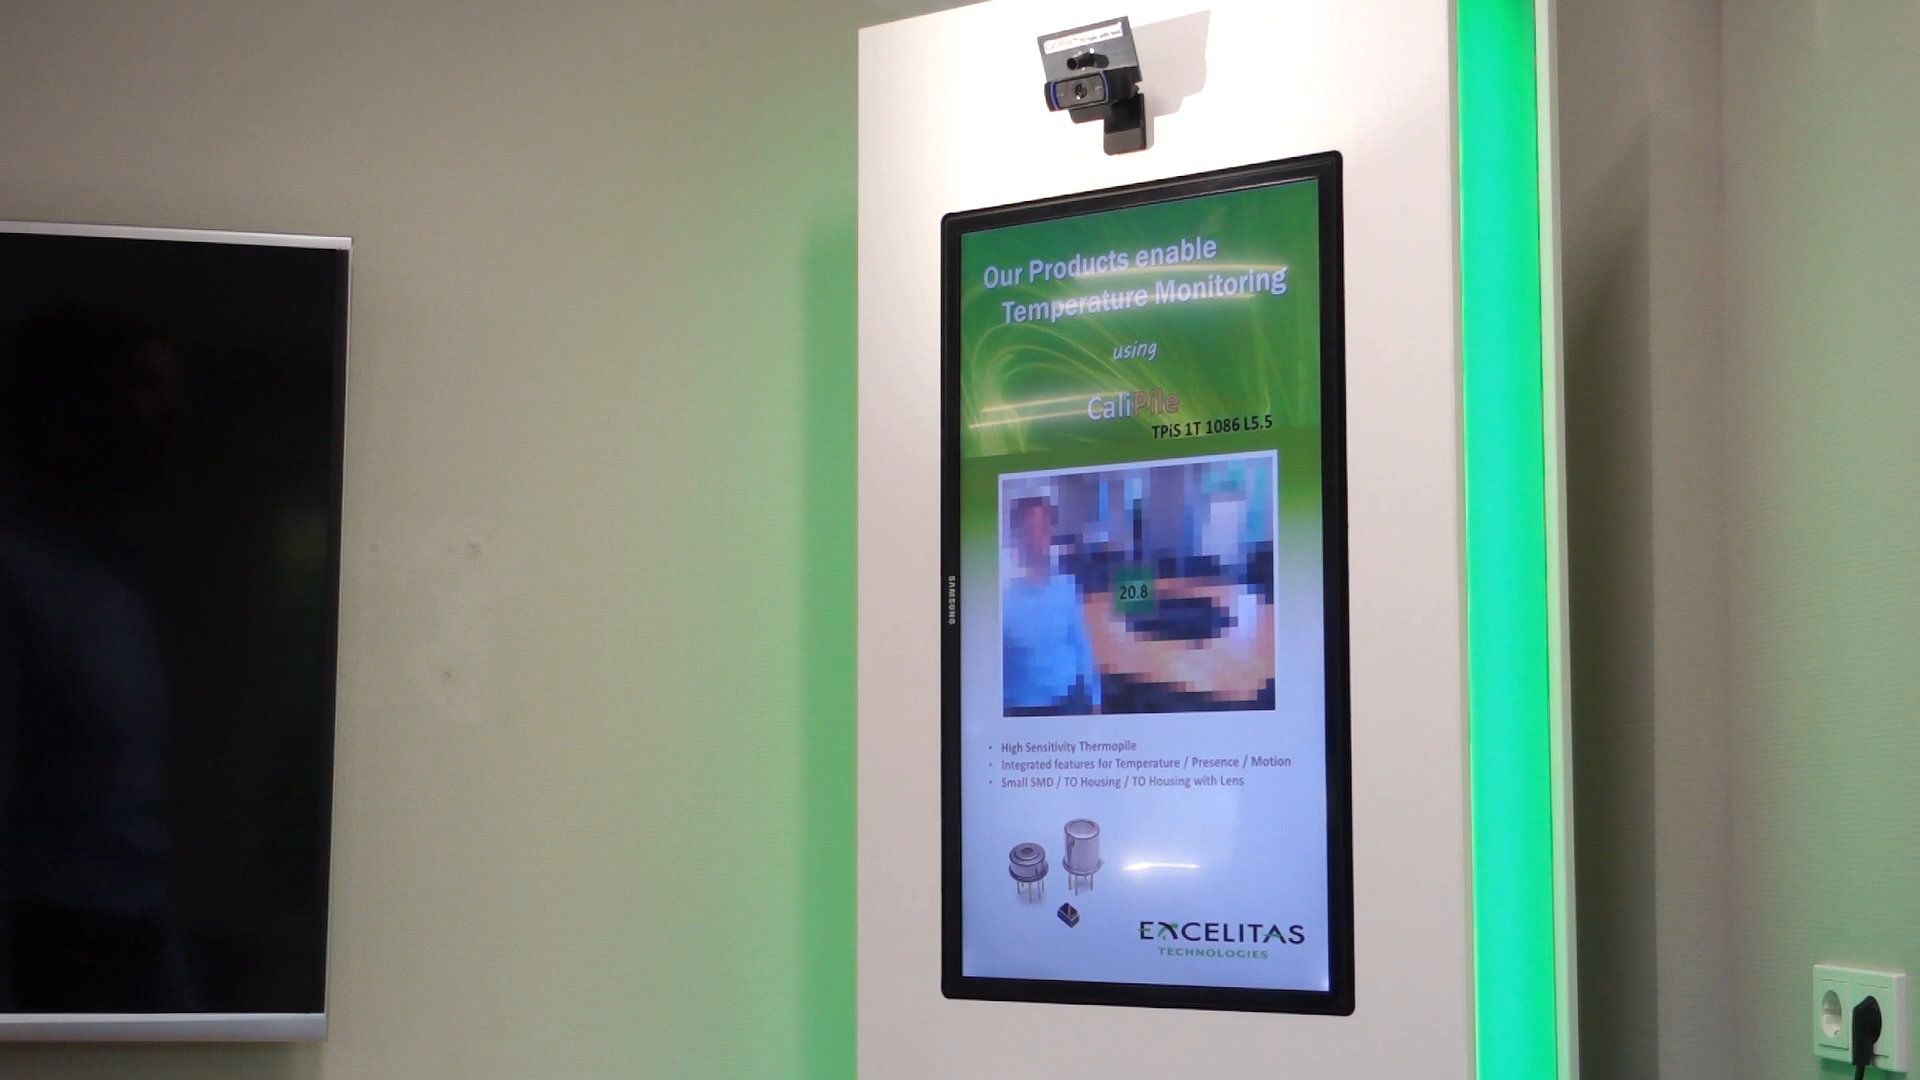 Our Products enable
Temperature Monitoring
using
CaliPile
TPiS 1T 1086 L5.5
20.8
SAMSUNG
• High Sensitivity Thermopile
• Integrated features for Temperature / Presence / Motion
• Small SMD / TO Housing / TO Housing with Lens
EXCELITAS
TECHNOLOGIES